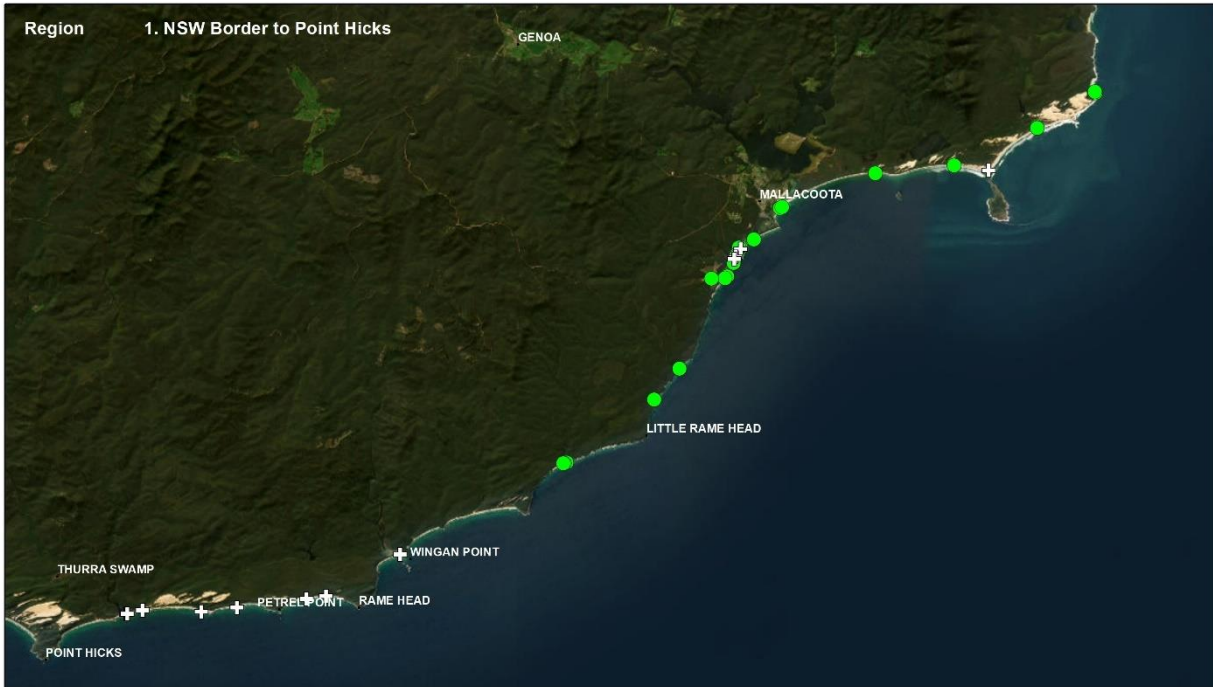 Region 1. NSW Border to Point Hicks
GENOA
MALLACOOTA
LITTLE RAME HEAD
WINGAN POINT
THURRA SWAMP
PETREL POINT
RAME HEAD
POINT HICKS